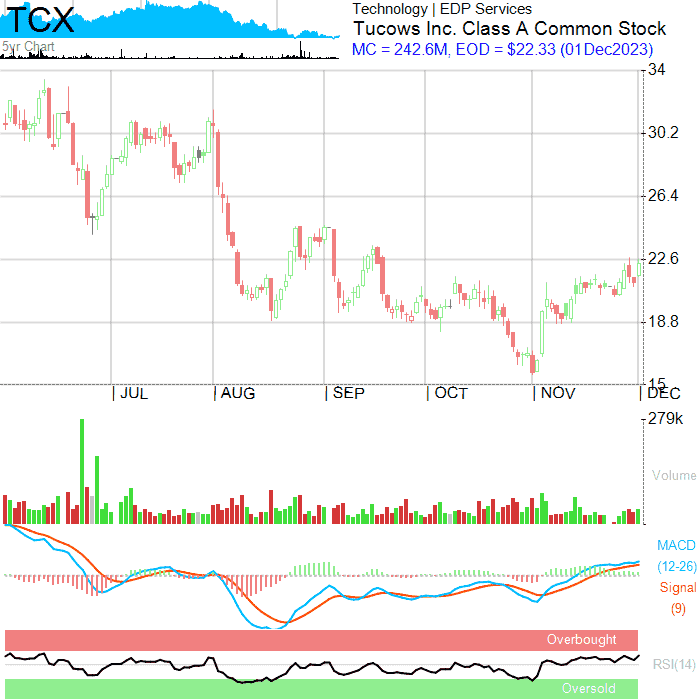 TCX
5yr Chart
Technology | EDP Services
Tucows Inc. Class A Common Stock
MC = 242.6M, EOD = $22.33 (01Dec2023)
34
30.2
26.4
22.6
18.8
15
| JUL | AUG | SEP | OCT | NOV | DEC
279k
Volume
MACD
(12-26)
Signal
(9)
Overbought
RSI(14)
Oversold